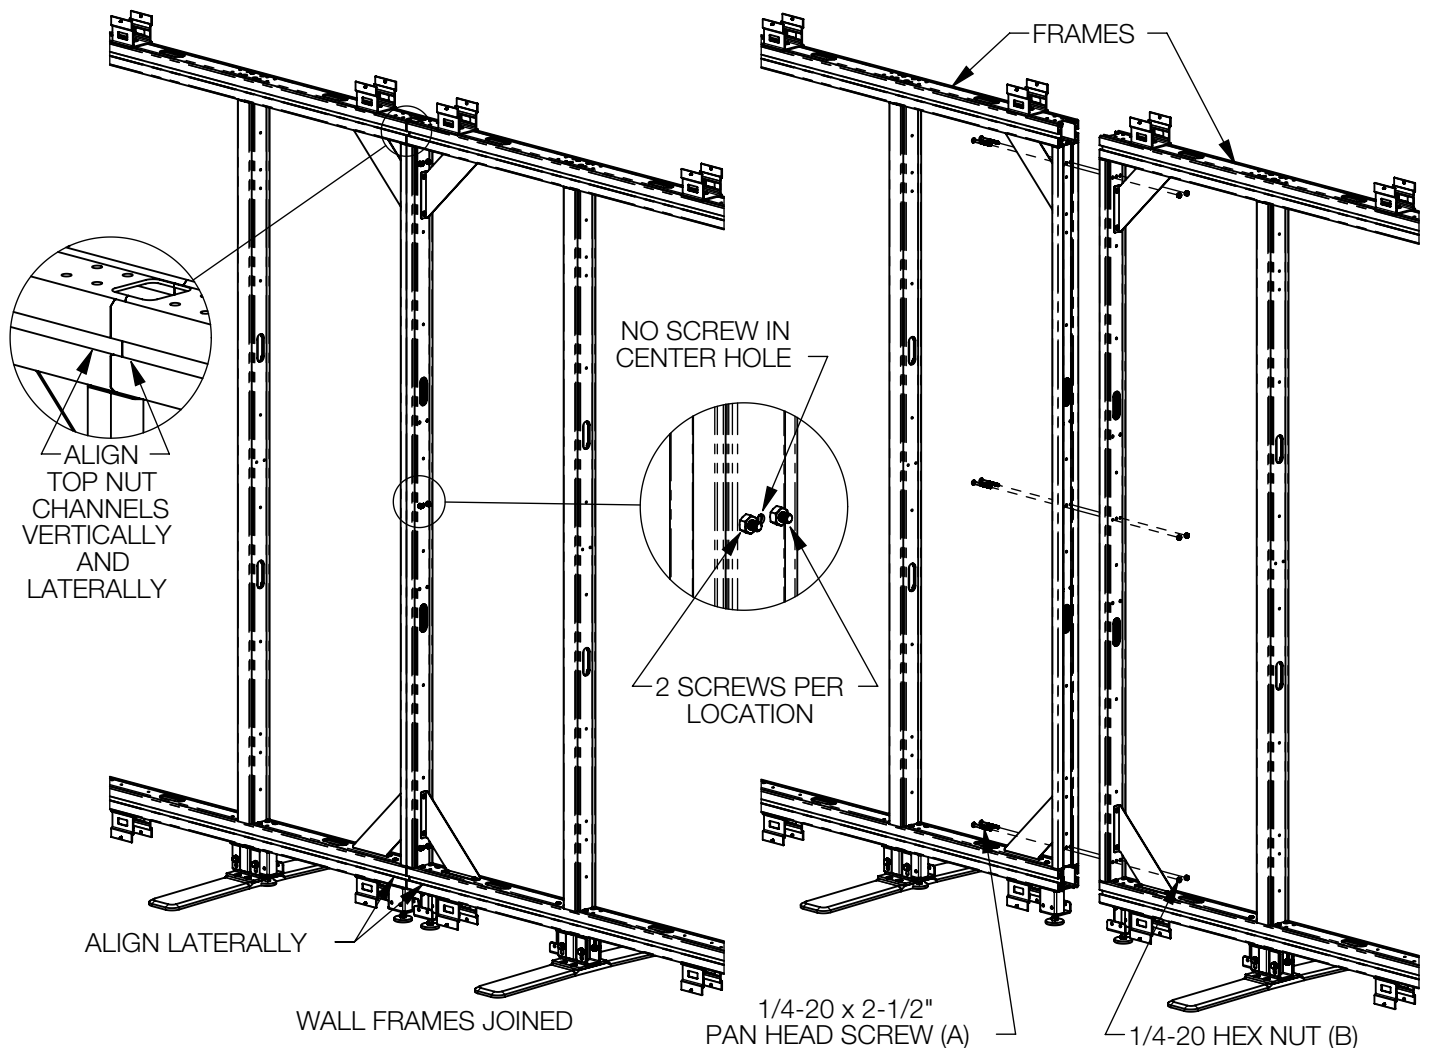 FRAMES
NO SCREW IN
CENTER HOLE
ALIGN
TOP NUT
CHANNELS
VERTICALLY
AND
LATERALLY
2 SCREWS PER
LOCATION
ALIGN LATERALLY
WALL FRAMES JOINED
1/4-20 x 2-1/2"
PAN HEAD SCREW (A)
1/4-20 HEX NUT (B)